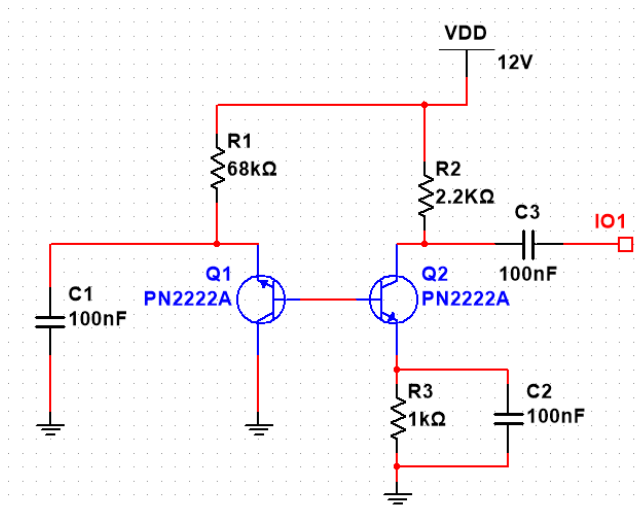 VDD
12V
R1
68kΩ
R2
2.2KΩ
C3
100nF
IO1
Q1
PN2222A
Q2
PN2222A
C1
100nF
R3
1kΩ
C2
100nF